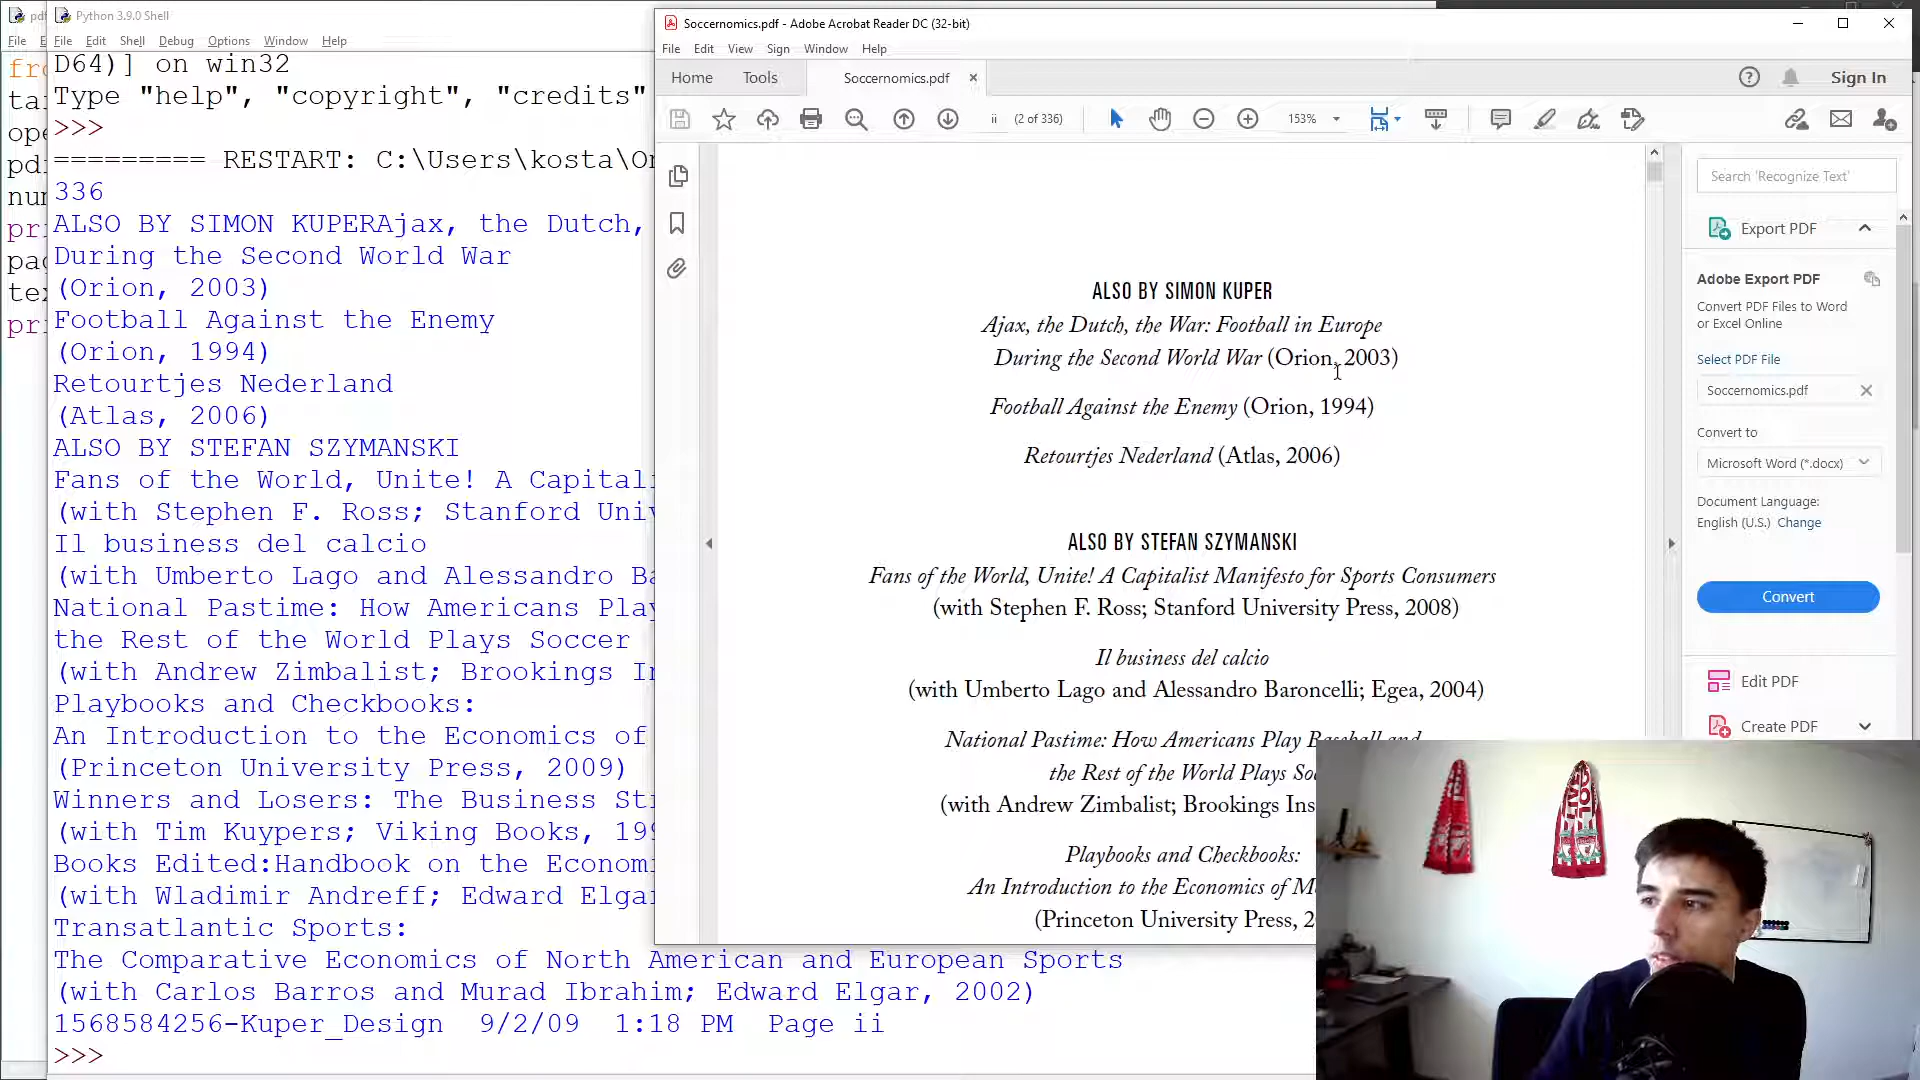 pdf
Python 3.9.0 Shell
File
File Edit Shell Debug Options Window Help
D64)] on win32
Type "help", "copyright", "credits"
>>>
========= RESTART: C:\Users\kosta\
336
ALSO BY SIMON KUPERAjax, the Dutch,
During the Second World War
(Orion, 2003)
Football Against the Enemy
(Orion, 1994)
Retourtjes Nederland
(Atlas, 2006)
ALSO BY STEFAN SZYMANSKI
Fans of the World, Unite! A Capital
(with Stephen F. Ross; Stanford Uni
Il business del calcio
(with Umberto Lago and Alessandro Ba
National Pastime: How Americans Play
the Rest of the World Plays Soccer
(with Andrew Zimbalist; Brookings In
Playbooks and Checkbooks:
An Introduction to the Economics of
(Princeton University Press, 2009)
Winners and Losers: The Business St
(with Tim Kuypers; Viking Books, 199
Books Edited:Handbook on the Econom
(with Wladimir Andreff; Edward Elga
Transatlantic Sports:
The Comparative Economics of North American and European Sports
(with Carlos Barros and Murad Ibrahim; Edward Elgar, 2002)
1568584256-Kuper_Design 9/2/09 1:18 PM Page ii
>>>
Soccernomics.pdf - Adobe Acrobat Reader DC (32-bit)
File Edit View Sign Window Help
Home Tools Soccernomics.pdf Sign In
ii (2 of 336) 153%
ALSO BY SIMON KUPER
Ajax, the Dutch, the War: Football in Europe
During the Second World War (Orion, 2003)
Football Against the Enemy (Orion, 1994)
Retourtjes Nederland (Atlas, 2006)
ALSO BY STEFAN SZYMANSKI
Fans of the World, Unite! A Capitalist Manifesto for Sports Consumers
(with Stephen F. Ross; Stanford University Press, 2008)
Il business del calcio
(with Umberto Lago and Alessandro Baroncelli; Egea, 2004)
National Pastime: How Americans Play Baseball and
the Rest of the World Plays So
(with Andrew Zimbalist; Brookings Ins
Playbooks and Checkbooks:
An Introduction to the Economics of M
(Princeton University Press, 2
Search 'Recognize Text'
Export PDF
Adobe Export PDF
Convert PDF Files to Word
or Excel Online
Select PDF File
Soccernomics.pdf
Convert to
Microsoft Word (*.docx)
Document Language:
English (U.S.) Change
Convert
Edit PDF
Create PDF